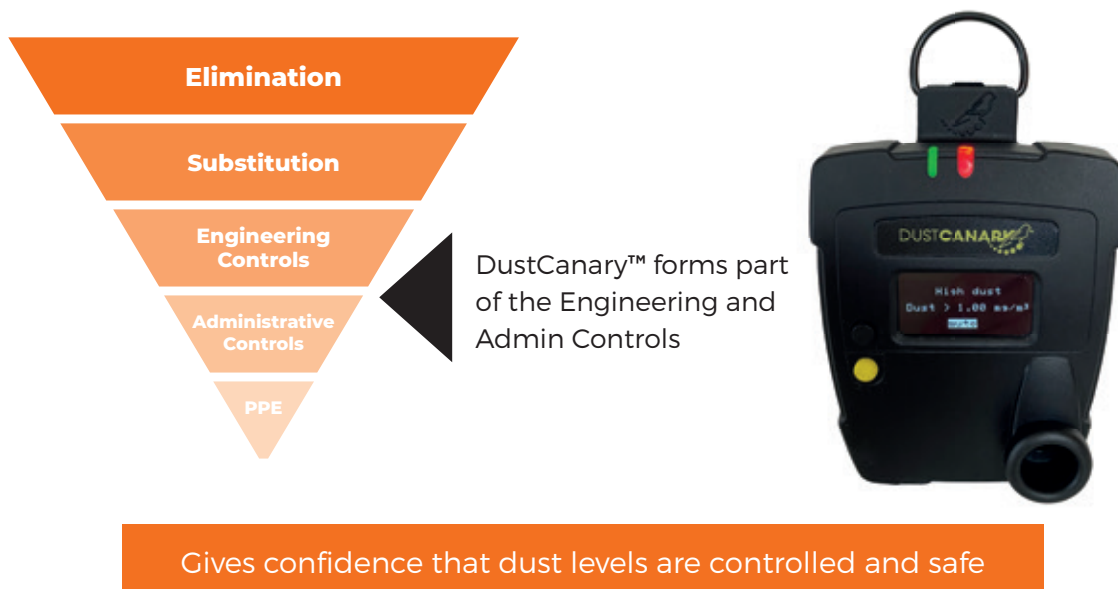 Elimination
Substitution
Engineering
Controls
Administrative
Controls
PPE
DustCanary™ forms part
of the Engineering and
Admin Controls
DUSTCANARY
High dust
Dust > 1.00 mg/m³
mute
Gives confidence that dust levels are controlled and safe